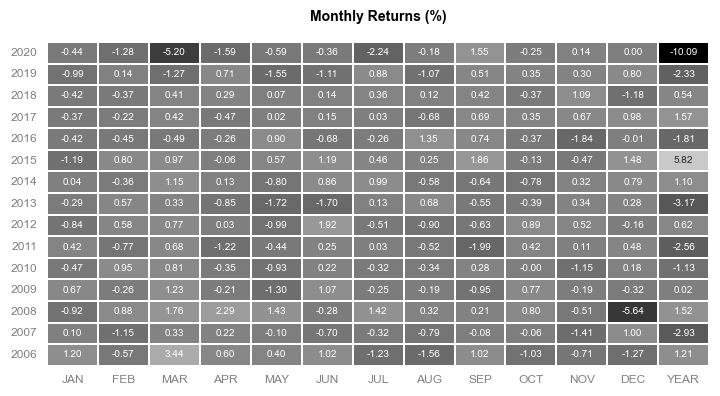 Monthly Returns (%)
2020 -0.44 -1.28 -5.20 -1.59 -0.59 -0.36 -2.24 -0.18 1.55 -0.25 0.14 0.00 -10.09
2019 -0.99 0.14 -1.27 0.71 -1.55 -1.11 0.88 -1.07 0.51 0.35 0.30 0.80 -2.33
2018 -0.42 -0.37 0.41 0.29 0.07 0.14 0.36 0.12 0.42 -0.37 1.09 -1.18 0.54
2017 -0.37 -0.22 0.42 -0.47 0.02 0.15 0.03 -0.68 0.69 0.35 0.67 0.98 1.57
2016 -0.42 -0.45 -0.49 -0.26 0.90 -0.68 -0.26 1.35 0.74 -0.37 -1.84 -0.01 -1.81
2015 -1.19 0.80 0.97 -0.06 0.57 1.19 0.46 0.25 1.86 -0.13 -0.47 1.48 5.82
2014 0.04 -0.36 1.15 0.13 -0.80 0.86 0.99 -0.58 -0.64 -0.78 0.32 0.79 1.10
2013 -0.29 0.57 0.33 -0.85 -1.72 -1.70 0.13 0.68 -0.55 -0.39 0.34 0.28 -3.17
2012 -0.84 0.58 0.77 0.03 -0.99 1.92 -0.51 -0.90 -0.63 0.89 0.52 -0.16 0.62
2011 0.42 -0.77 0.68 -1.22 -0.44 0.25 0.03 -0.52 -1.99 0.42 0.11 0.48 -2.56
2010 -0.47 0.95 0.81 -0.35 -0.93 0.22 -0.32 -0.34 0.28 -0.00 -1.15 0.18 -1.13
2009 0.67 -0.26 1.23 -0.21 -1.30 1.07 -0.25 -0.19 -0.95 0.77 -0.19 -0.32 0.02
2008 -0.92 0.88 1.76 2.29 1.43 -0.28 1.42 0.32 0.21 0.80 -0.51 -5.64 1.52
2007 0.10 -1.15 0.33 0.22 -0.10 -0.70 -0.32 -0.79 -0.08 -0.06 -1.41 1.00 -2.93
2006 1.20 -0.57 3.44 0.60 0.40 1.02 -1.23 -1.56 1.02 -1.03 -0.71 -1.27 1.21
JAN FEB MAR APR MAY JUN JUL AUG SEP OCT NOV DEC YEAR